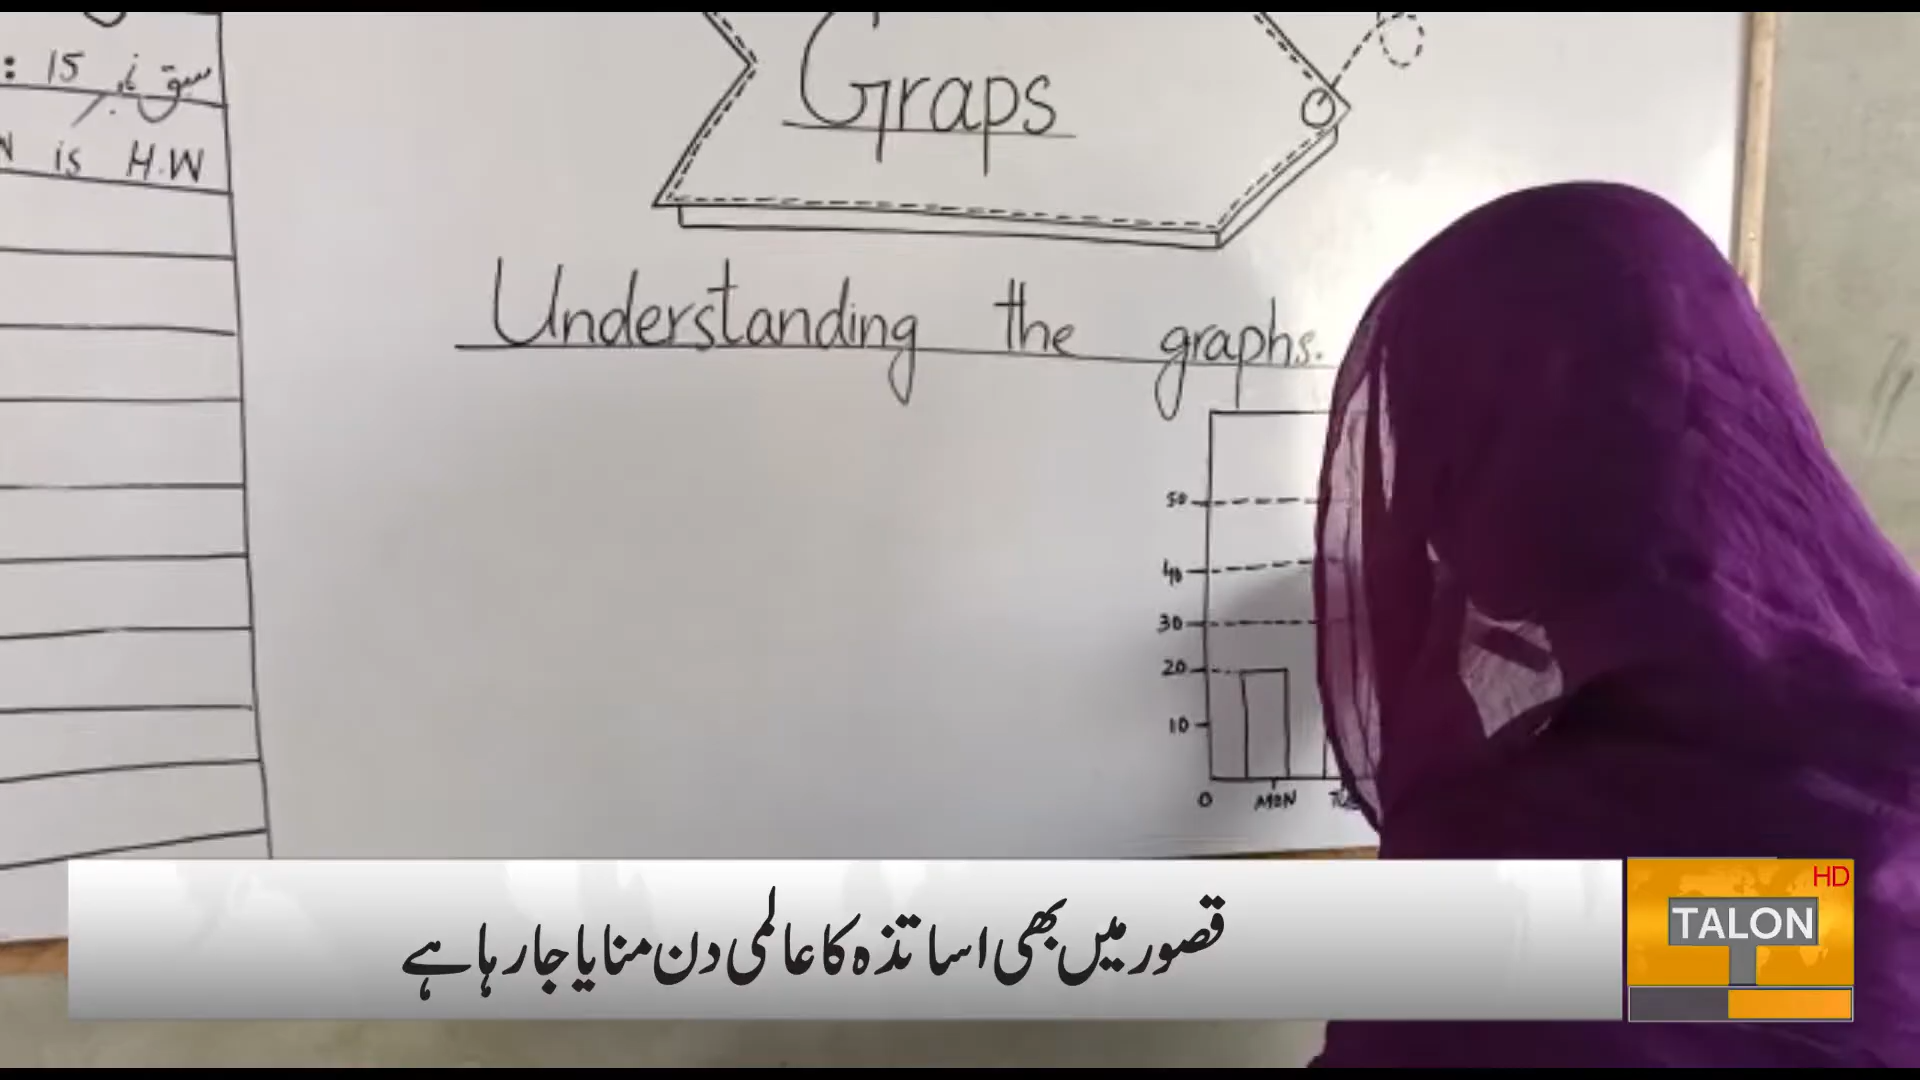 سبق نمبر 15 :
is H.W
Graps
Understanding the graphs.
50
40
30
20
10
0 MON
قصور میں بھی اساتذہ کا عالمی دن منایا جا رہا ہے
HD
TALON